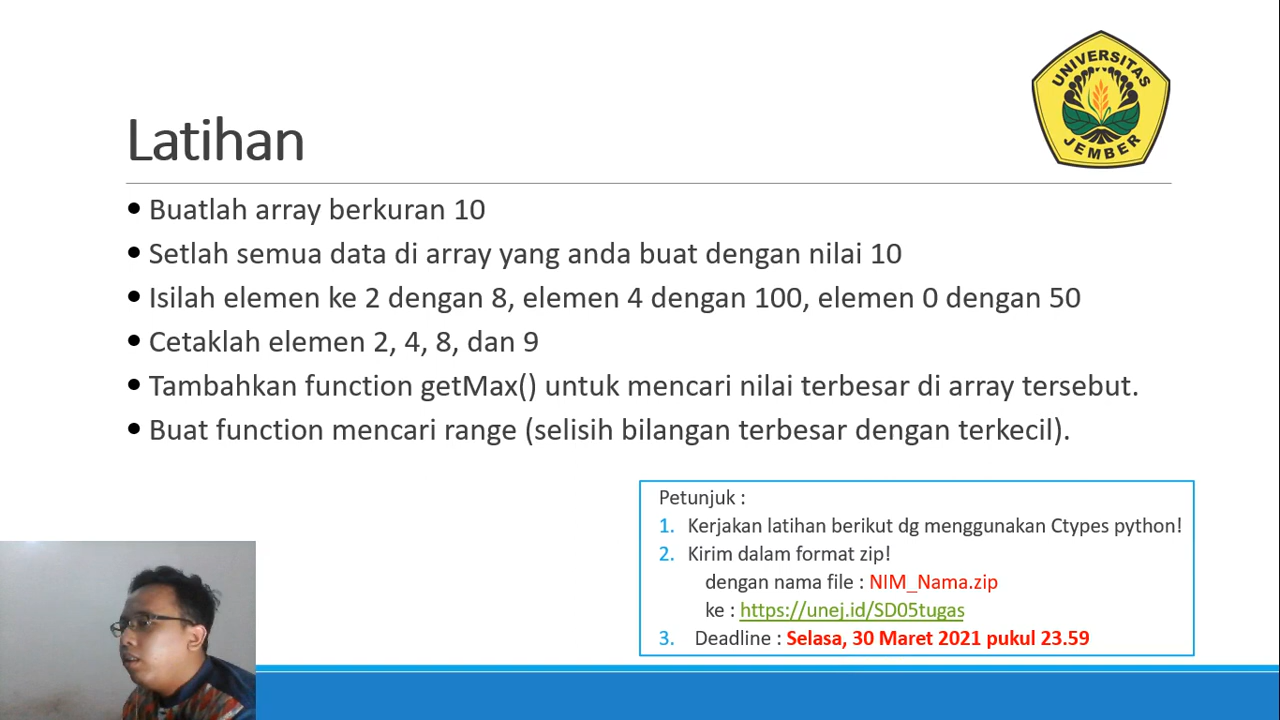 UNIVERSITAS
JEMBER
Latihan
• Buatlah array berkuran 10
• Setlah semua data di array yang anda buat dengan nilai 10
• Isilah elemen ke 2 dengan 8, elemen 4 dengan 100, elemen 0 dengan 50
• Cetaklah elemen 2, 4, 8, dan 9
• Tambahkan function getMax() untuk mencari nilai terbesar di array tersebut.
• Buat function mencari range (selisih bilangan terbesar dengan terkecil).
Petunjuk :
1. Kerjakan latihan berikut dg menggunakan Ctypes python!
2. Kirim dalam format zip!
dengan nama file : NIM_Nama.zip
ke : https://unej.id/SD05tugas
3. Deadline : Selasa, 30 Maret 2021 pukul 23.59